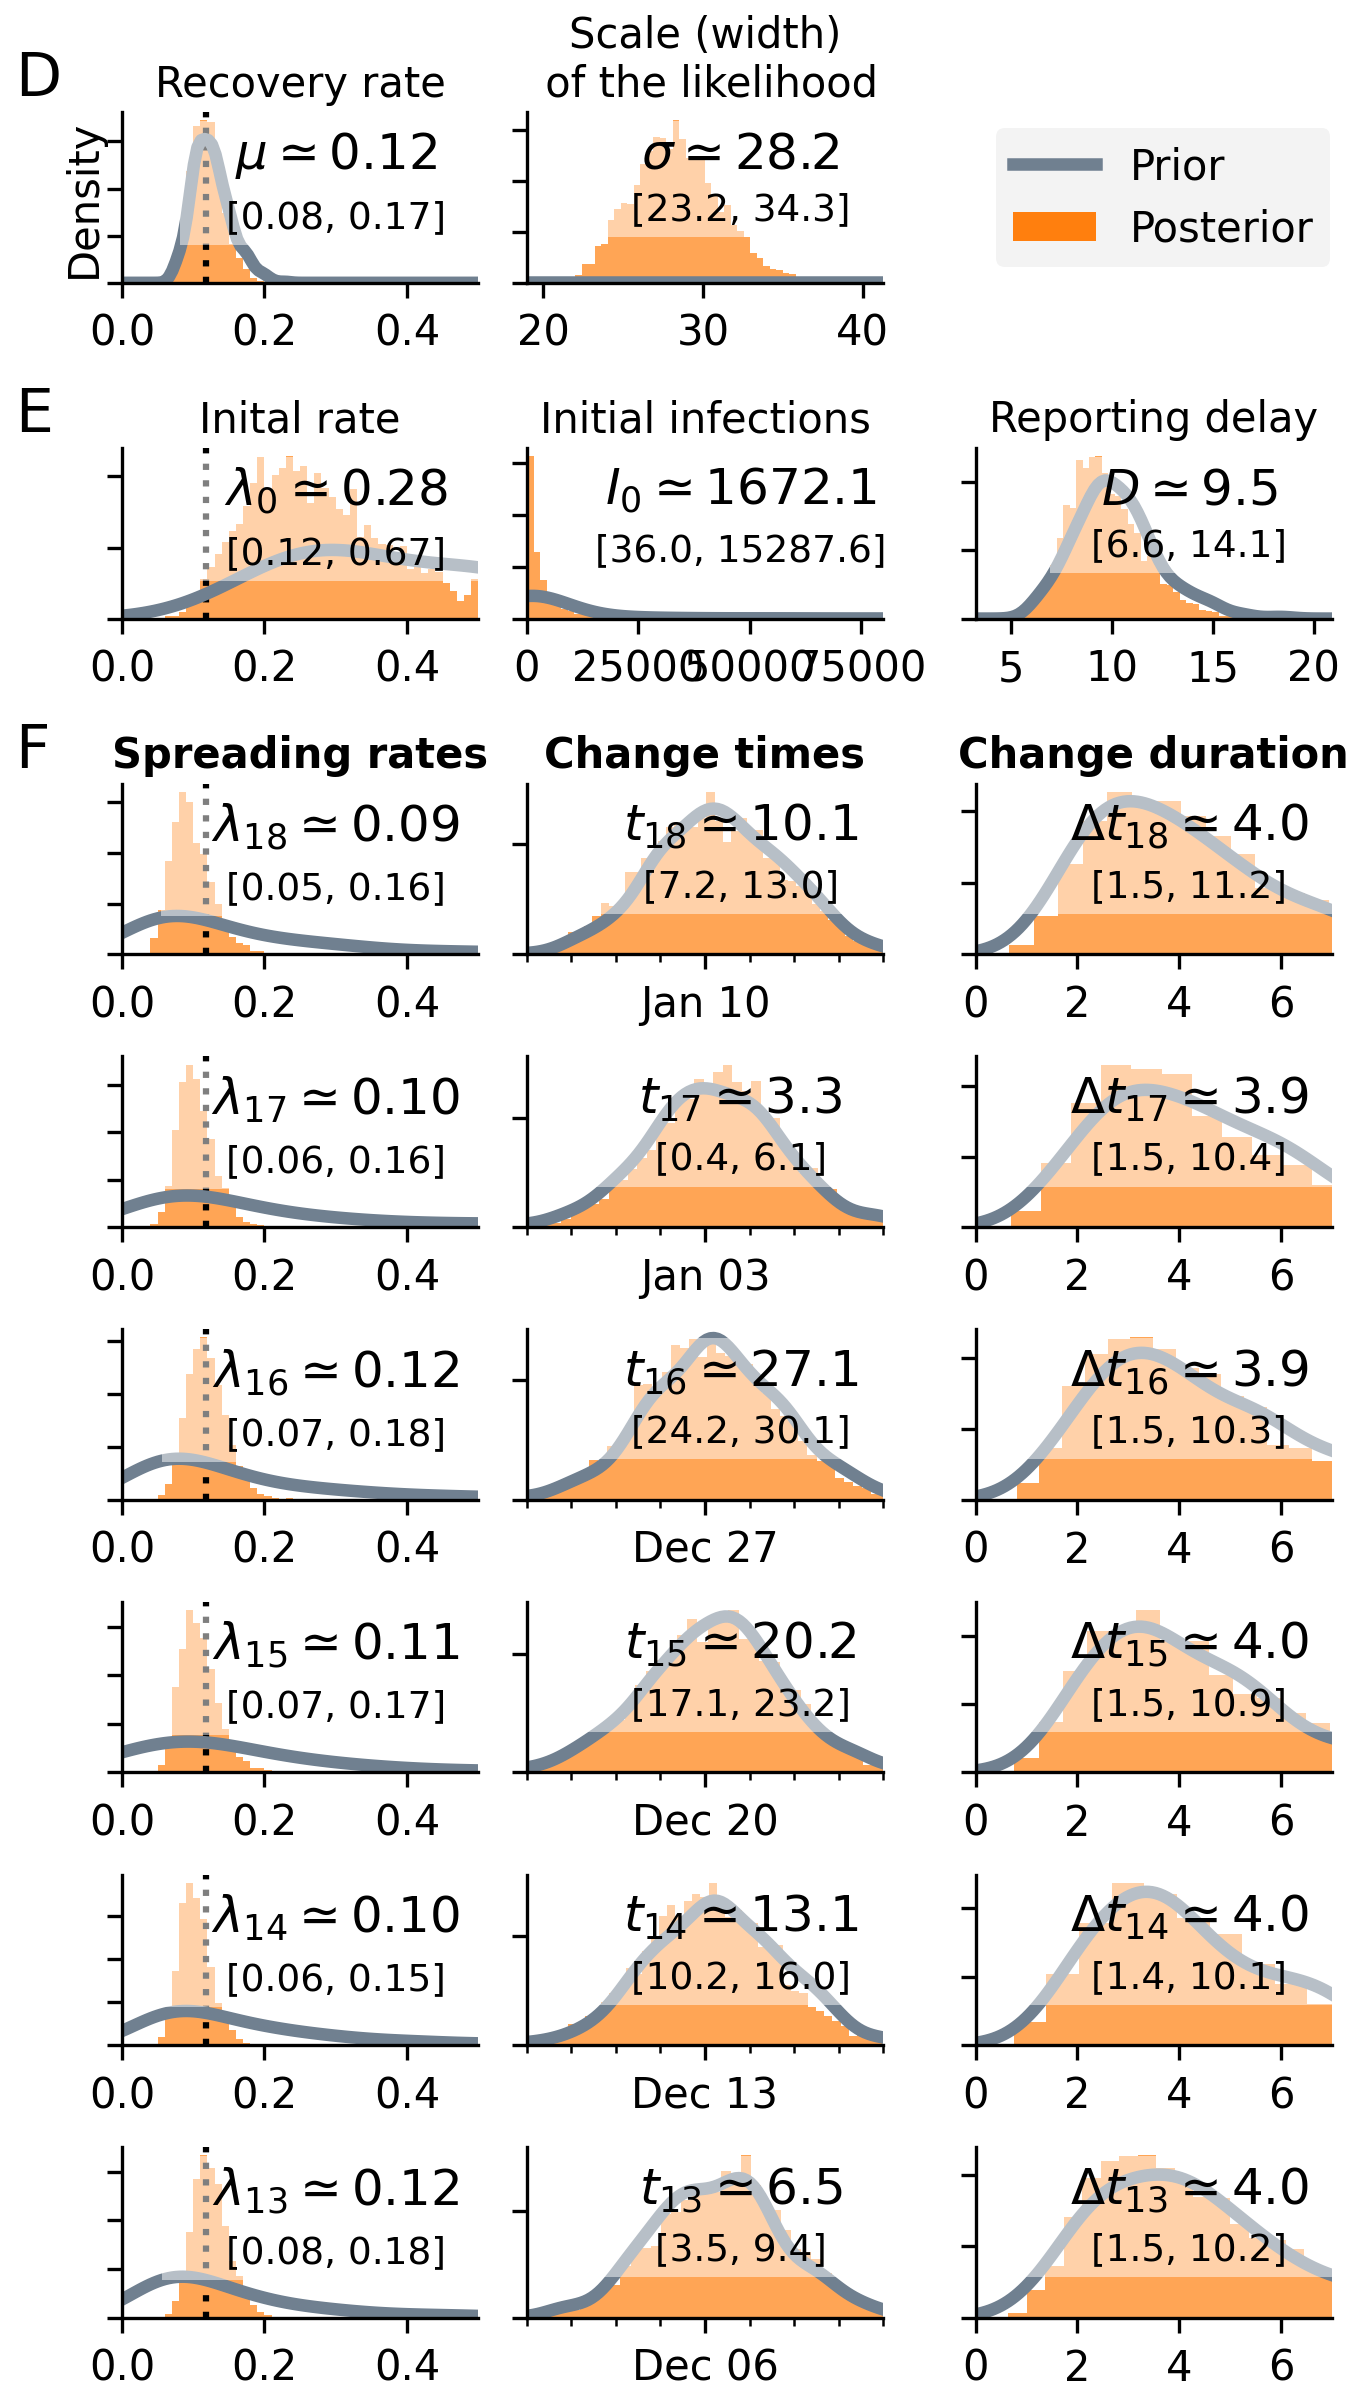 D
Recovery rate
Scale (width)
of the likelihood
Density
μ ≃ 0.12
[0.08, 0.17]
σ ≃ 28.2
[23.2, 34.3]
Prior
Posterior
0.0 0.2 0.4
20 30 40
E
Inital rate
Initial infections
Reporting delay
λ0 ≃ 0.28
[0.12, 0.67]
I0 ≃ 1672.1
[36.0, 15287.6]
D ≃ 9.5
[6.6, 14.1]
0.0 0.2 0.4
0 25000 50000 75000
5 10 15 20
F
Spreading rates
Change times
Change duration
λ18 ≃ 0.09
[0.05, 0.16]
t18 ≃ 10.1
[7.2, 13.0]
Δt18 ≃ 4.0
[1.5, 11.2]
0.0 0.2 0.4
Jan 10
0 2 4 6
λ17 ≃ 0.10
[0.06, 0.16]
t17 ≃ 3.3
[0.4, 6.1]
Δt17 ≃ 3.9
[1.5, 10.4]
0.0 0.2 0.4
Jan 03
0 2 4 6
λ16 ≃ 0.12
[0.07, 0.18]
t16 ≃ 27.1
[24.2, 30.1]
Δt16 ≃ 3.9
[1.5, 10.3]
0.0 0.2 0.4
Dec 27
0 2 4 6
λ15 ≃ 0.11
[0.07, 0.17]
t15 ≃ 20.2
[17.1, 23.2]
Δt15 ≃ 4.0
[1.5, 10.9]
0.0 0.2 0.4
Dec 20
0 2 4 6
λ14 ≃ 0.10
[0.06, 0.15]
t14 ≃ 13.1
[10.2, 16.0]
Δt14 ≃ 4.0
[1.4, 10.1]
0.0 0.2 0.4
Dec 13
0 2 4 6
λ13 ≃ 0.12
[0.08, 0.18]
t13 ≃ 6.5
[3.5, 9.4]
Δt13 ≃ 4.0
[1.5, 10.2]
0.0 0.2 0.4
Dec 06
0 2 4 6